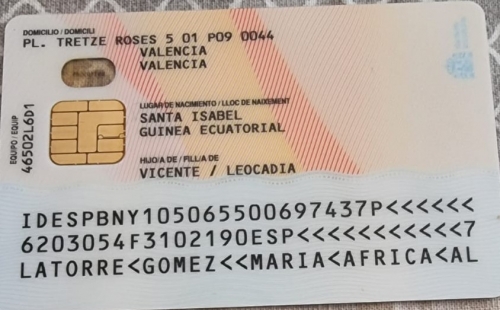 DOMICILIO / DOMICILI
PL. TRETZE ROSES 5 01 P09 0044
VALENCIA
VALENCIA
LUGAR DE NACIMIENTO / LLOC DE NAIXEMENT
SANTA ISABEL
GUINEA ECUATORIAL
HIJO/A DE / FILL/A DE
VICENTE / LEOCADIA
EQUIPO / EQUIP
46502L6D1
IDESPBNY105065500697437P<<<<<<
6203054F3102190ESP<<<<<<<<<<<7
LATORRE<GOMEZ<<MARIA<AFRICA<AL